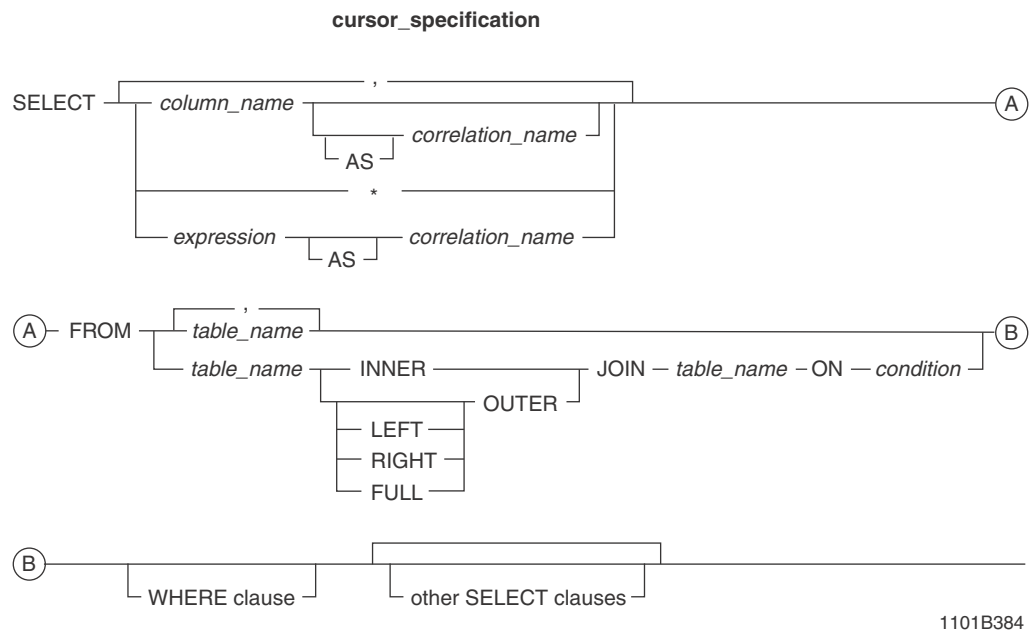 cursor_specification
,
SELECT column_name A
correlation_name
AS
*
expression correlation_name
AS
,
A FROM table_name B
table_name INNER JOIN table_name ON condition
OUTER
LEFT
RIGHT
FULL
B
WHERE clause other SELECT clauses
1101B384